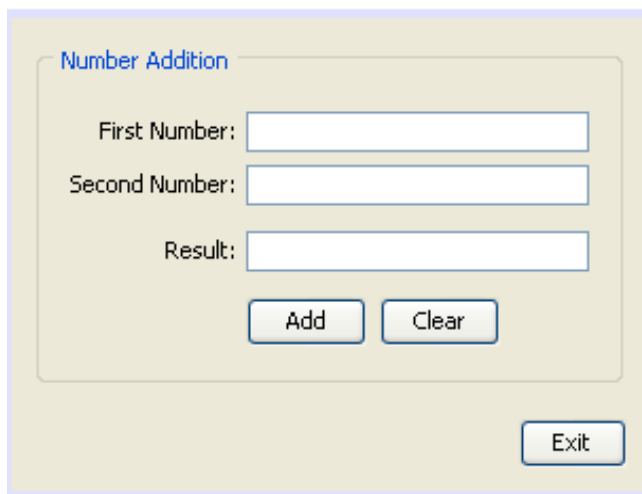 Number Addition
First Number:
Second Number:
Result:
Add Clear
Exit